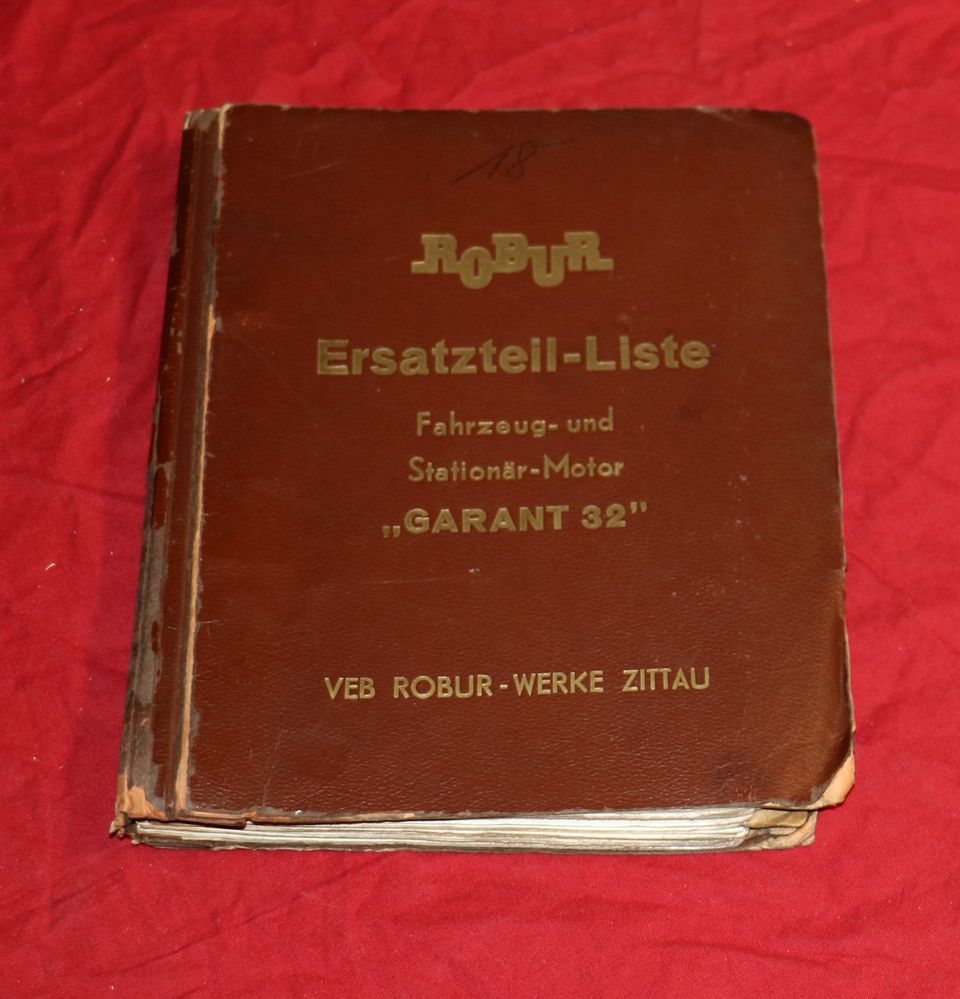 18
ROBUR
Ersatzteil-Liste
Fahrzeug- und
Stationär-Motor
„GARANT 32”
VEB ROBUR-WERKE ZITTAU